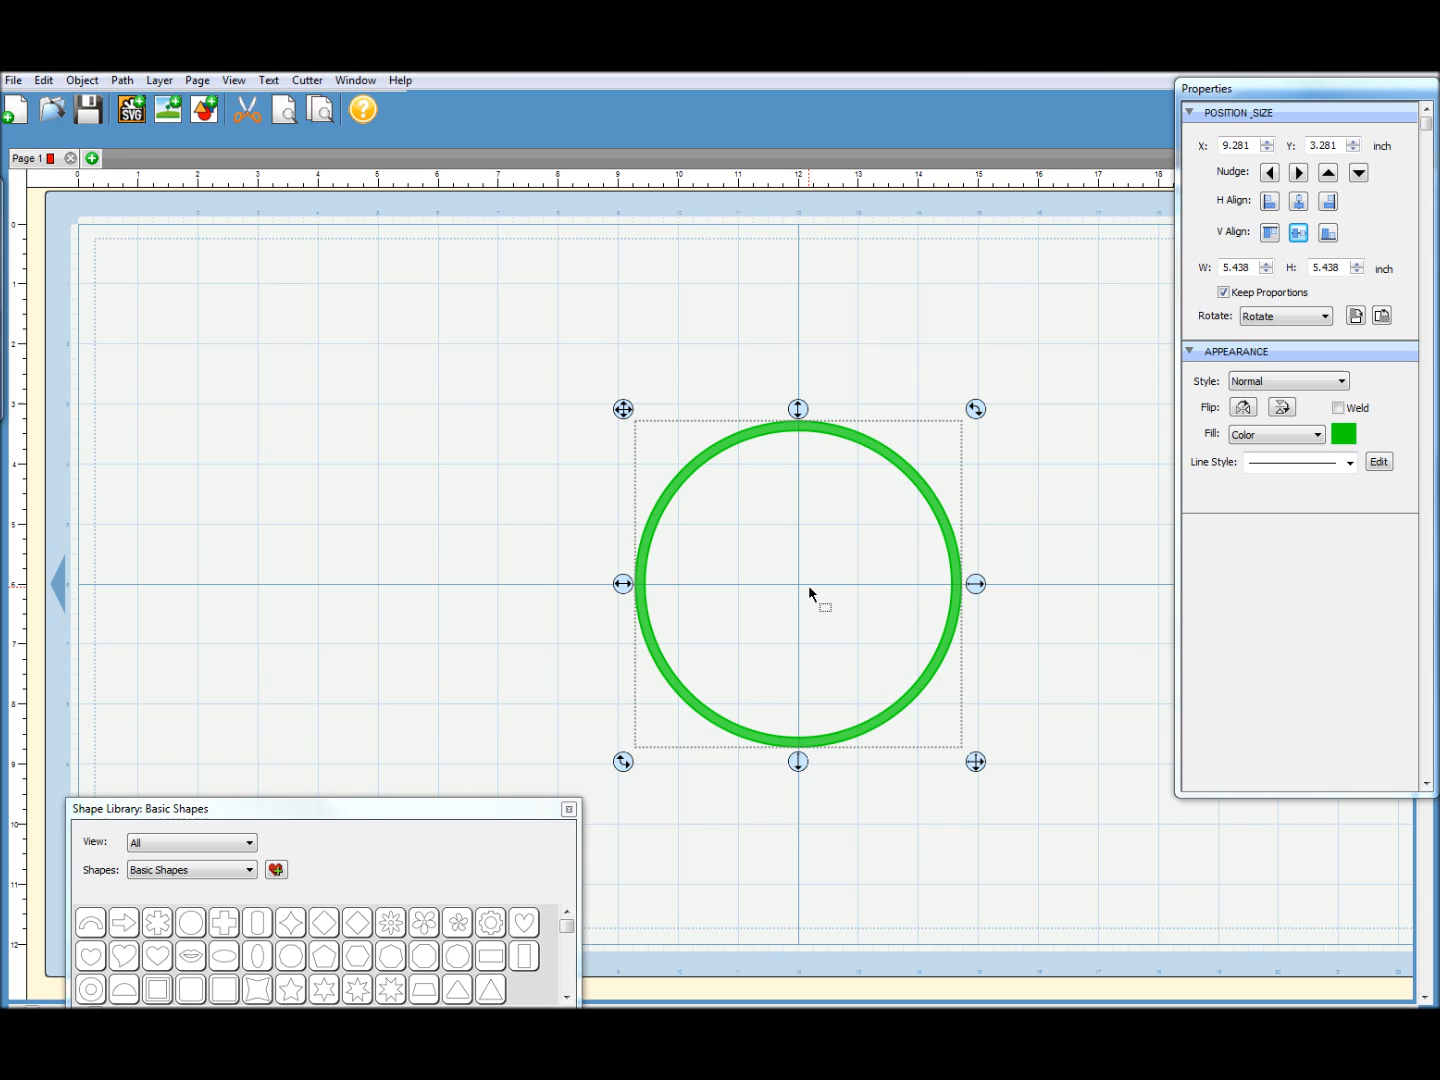 File Edit Object Path Layer Page View Text Cutter Window Help
SVG
Page 1
0 1 2 3 4 5 6 7 8 9 10 11 12 13 14 15 16 17 18
0
1
2
3
4
5
6
7
8
9
10
11
12
Properties
POSITION_SIZE
X: 9.281 Y: 3.281 inch
Nudge:
H Align:
V Align:
W: 5.438 H: 5.438 inch
Keep Proportions
Rotate: Rotate
APPEARANCE
Style: Normal
Flip: Weld
Fill: Color
Line Style: Edit
Shape Library: Basic Shapes
View: All
Shapes: Basic Shapes